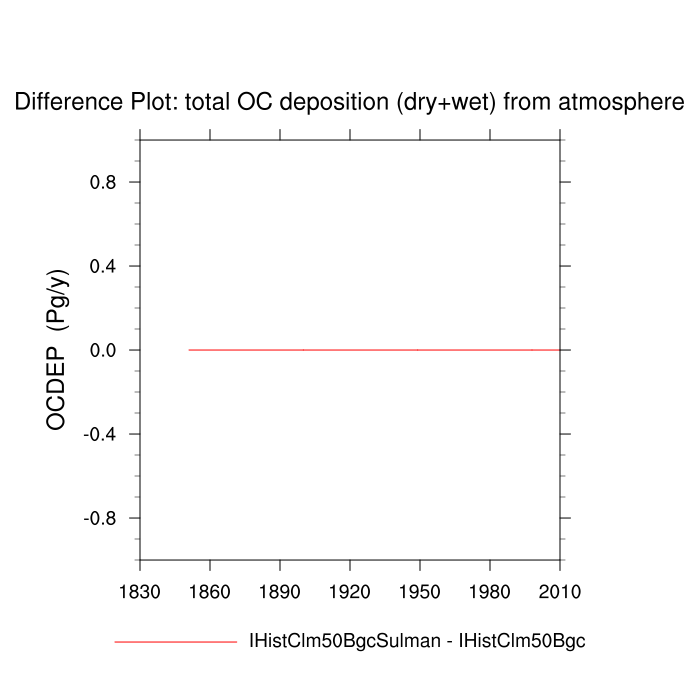 Difference Plot: total OC deposition (dry+wet) from atmosphere
OCDEP (Pg/y)
0.8
0.4
0.0
-0.4
-0.8
1830 1860 1890 1920 1950 1980 2010
IHistClm50BgcSulman - IHistClm50Bgc